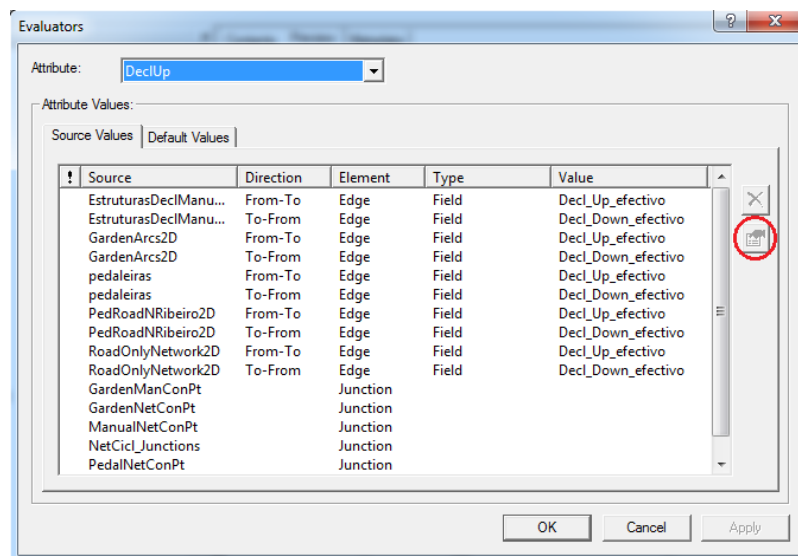 Evaluators
Attribute: DeclUp
Attribute Values:
Source Values Default Values
! Source Direction Element Type Value
EstruturasDeclManu... From-To Edge Field Decl_Up_efectivo
EstruturasDeclManu... To-From Edge Field Decl_Down_efectivo
GardenArcs2D From-To Edge Field Decl_Up_efectivo
GardenArcs2D To-From Edge Field Decl_Down_efectivo
pedaleiras From-To Edge Field Decl_Up_efectivo
pedaleiras To-From Edge Field Decl_Down_efectivo
PedRoadNRibeiro2D From-To Edge Field Decl_Up_efectivo
PedRoadNRibeiro2D To-From Edge Field Decl_Down_efectivo
RoadOnlyNetwork2D From-To Edge Field Decl_Up_efectivo
RoadOnlyNetwork2D To-From Edge Field Decl_Down_efectivo
GardenManConPt Junction
GardenNetConPt Junction
ManualNetConPt Junction
NetCicl_Junctions Junction
PedalNetConPt Junction
OK Cancel Apply